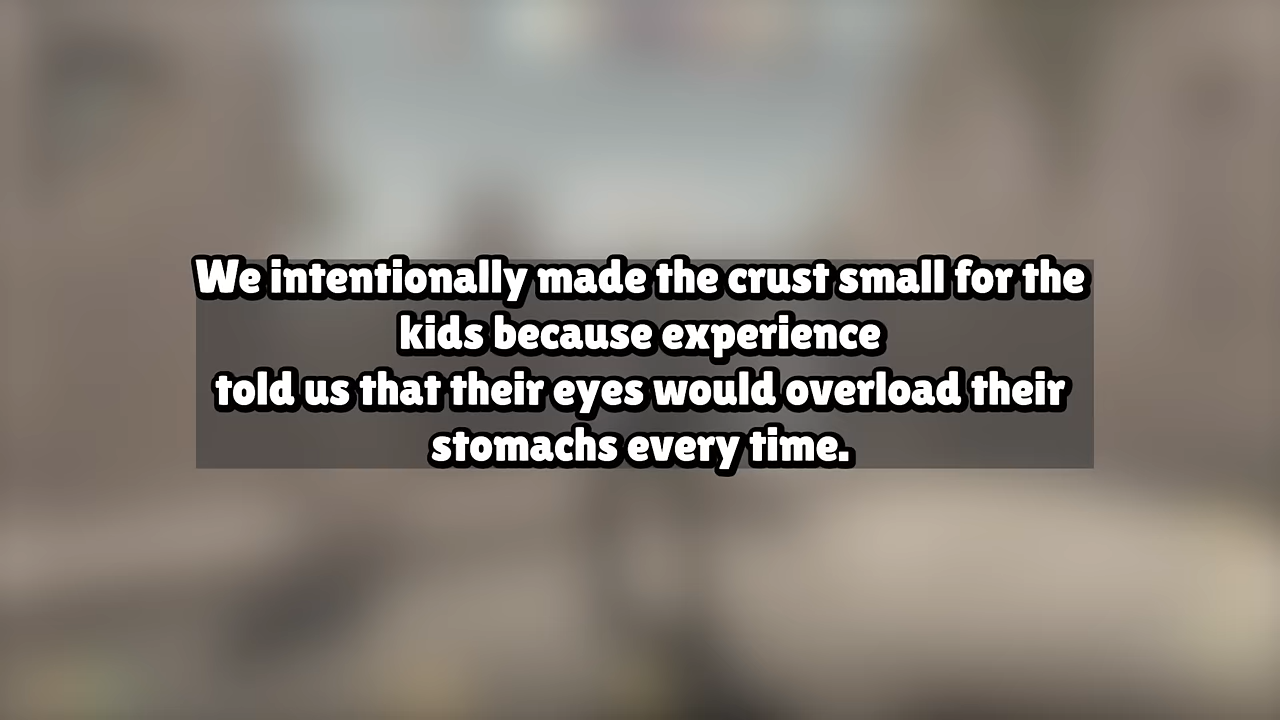 We intentionally made the crust small for the
kids because experience
told us that their eyes would overload their
stomachs every time.